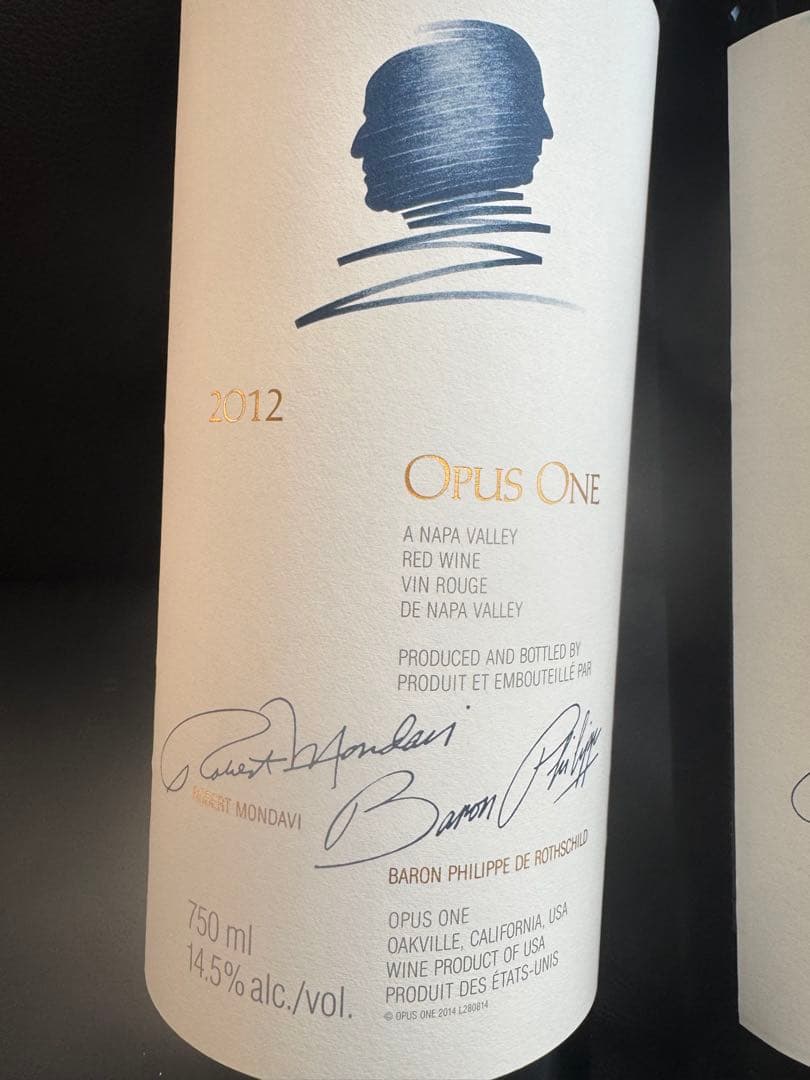 2012
OPUS ONE
A NAPA VALLEY
RED WINE
VIN ROUGE
DE NAPA VALLEY
PRODUCED AND BOTTLED BY
PRODUIT ET EMBOUTEILLÉ PAR
Robert Mondavi
ROBERT MONDAVI
Baron Philippe
BARON PHILIPPE DE ROTHSCHILD
750 ml
14.5% alc./vol.
OPUS ONE
OAKVILLE, CALIFORNIA, USA
WINE PRODUCT OF USA
PRODUIT DES ÉTATS-UNIS
© OPUS ONE 2014 L280814